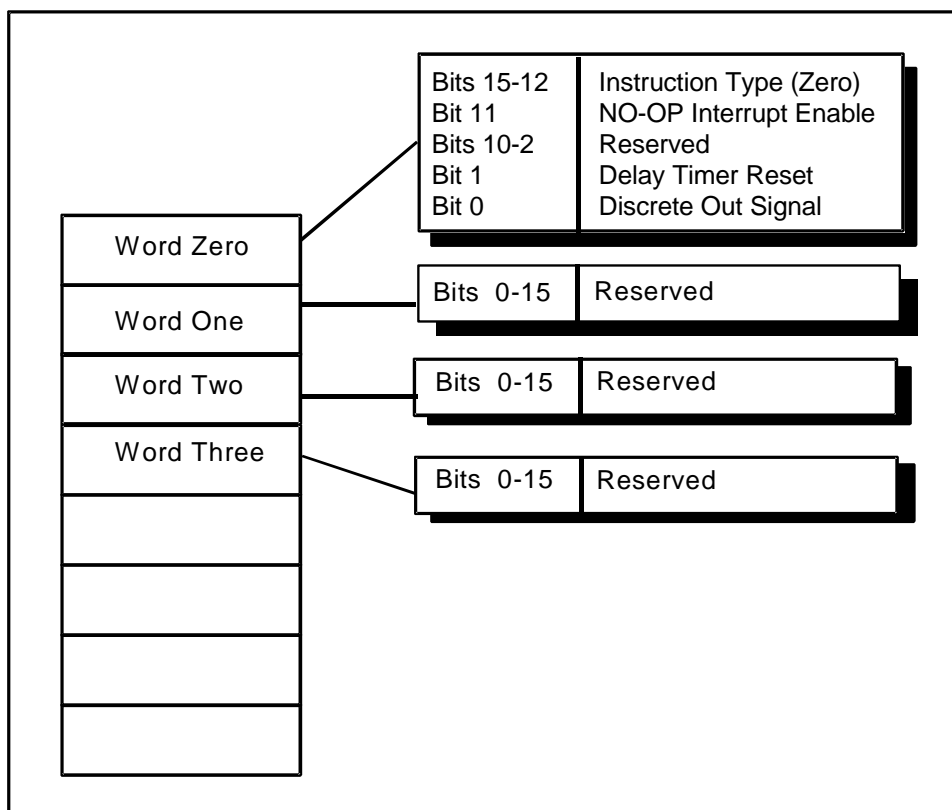 Bits 15-12 Instruction Type (Zero)
Bit 11 NO-OP Interrupt Enable
Bits 10-2 Reserved
Bit 1 Delay Timer Reset
Bit 0 Discrete Out Signal
Word Zero
Bits 0-15 Reserved
Word One
Bits 0-15 Reserved
Word Two
Word Three
Bits 0-15 Reserved